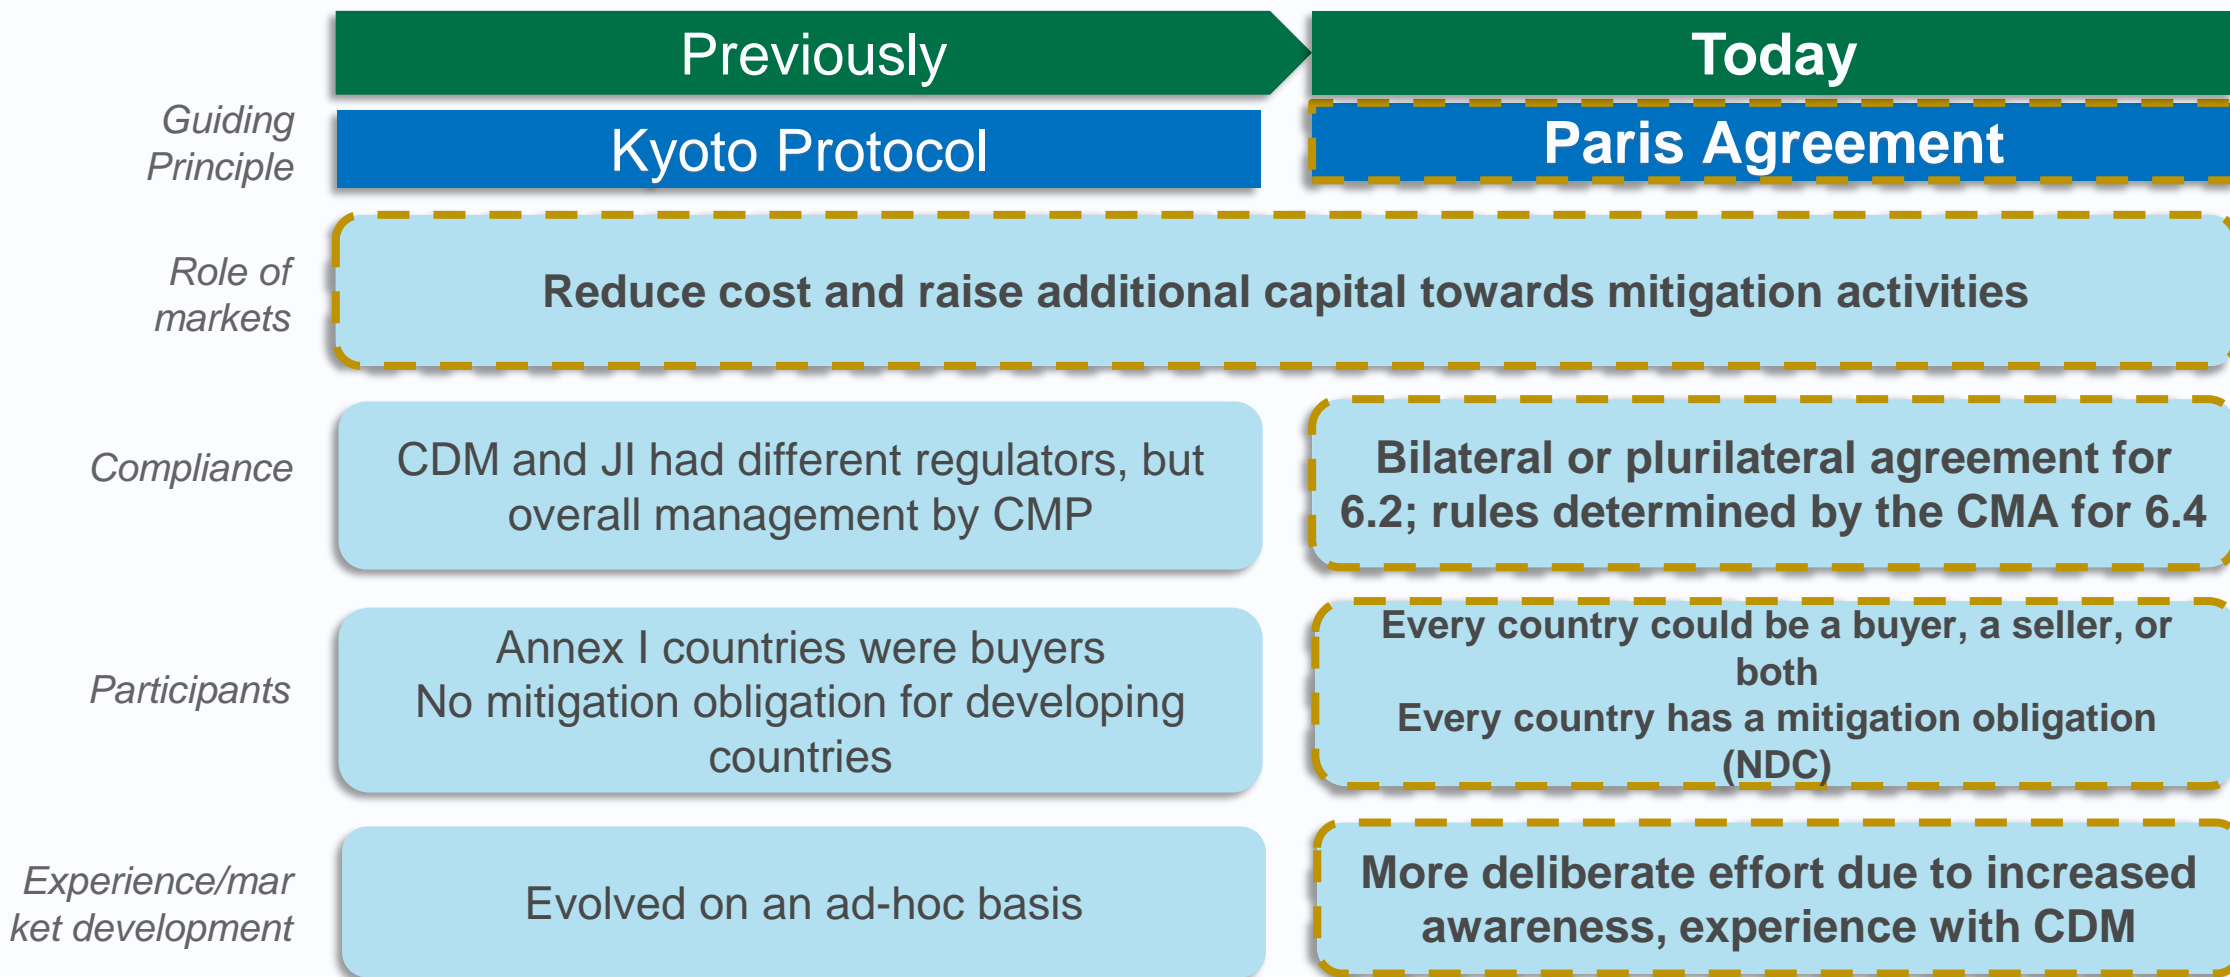 Previously
Today
Guiding
Principle
Kyoto Protocol
Paris Agreement
Role of
markets
Reduce cost and raise additional capital towards mitigation activities
Compliance
CDM and JI had different regulators, but
overall management by CMP
Bilateral or plurilateral agreement for
6.2; rules determined by the CMA for 6.4
Participants
Annex I countries were buyers
No mitigation obligation for developing
countries
Every country could be a buyer, a seller, or
both
Every country has a mitigation obligation
(NDC)
Experience/mar
ket development
Evolved on an ad-hoc basis
More deliberate effort due to increased
awareness, experience with CDM